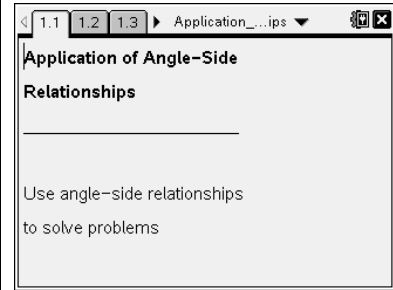 1.1 1.2 1.3 Application_...ips
Application of Angle-Side
Relationships
Use angle-side relationships
to solve problems